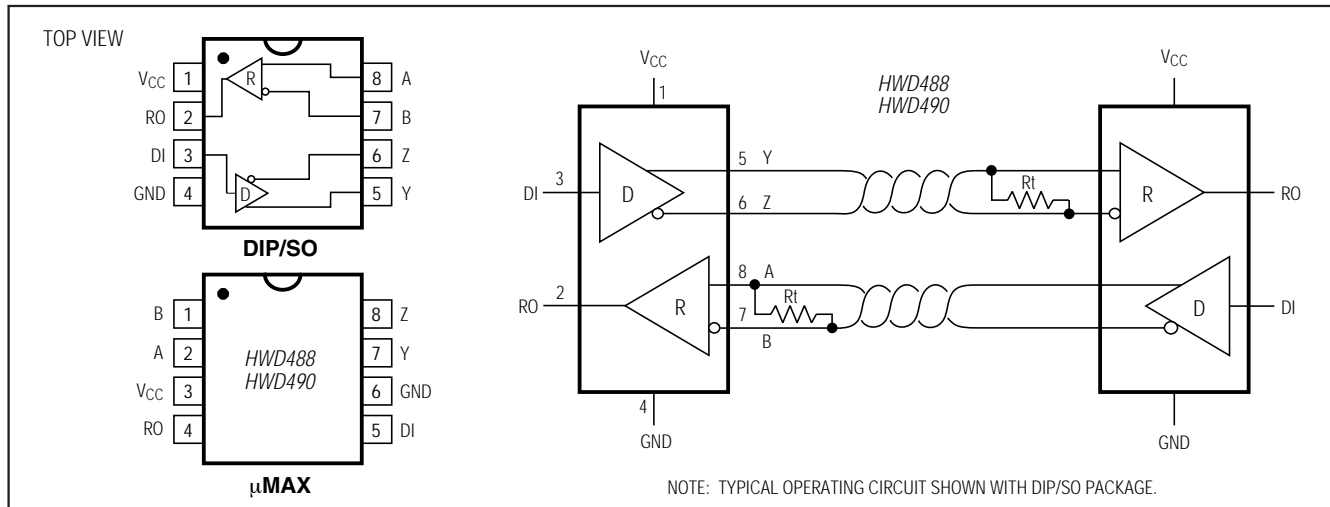 TOP VIEW
VCC 1
RO 2
DI 3
GND 4
8 A
7 B
6 Z
5 Y
R
D
DIP/SO
B 1
A 2
VCC 3
RO 4
8 Z
7 Y
6 GND
5 DI
HWD488
HWD490
µMAX
VCC
1
HWD488
HWD490
VCC
DI 3
D
5 Y
6 Z
Rt
R
RO
RO 2
R
8 A
Rt
7
B
D
DI
4
GND
GND
NOTE: TYPICAL OPERATING CIRCUIT SHOWN WITH DIP/SO PACKAGE.